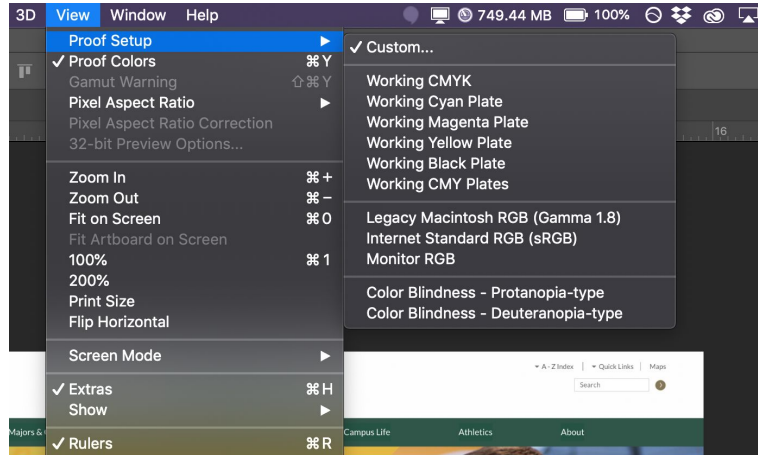 3D View Window Help 749.44 MB 100%
Proof Setup ▶
✓ Proof Colors ⌘ Y
Gamut Warning ⇧⌘ Y
Pixel Aspect Ratio ▶
Pixel Aspect Ratio Correction
32-bit Preview Options...
Zoom In ⌘ +
Zoom Out ⌘ −
Fit on Screen ⌘ 0
Fit Artboard on Screen
100% ⌘ 1
200%
Print Size
Flip Horizontal
Screen Mode ▶
✓ Extras ⌘ H
Show ▶
✓ Rulers ⌘ R
✓ Custom...
Working CMYK
Working Cyan Plate
Working Magenta Plate
Working Yellow Plate
Working Black Plate
Working CMY Plates
Legacy Macintosh RGB (Gamma 1.8)
Internet Standard RGB (sRGB)
Monitor RGB
Color Blindness - Protanopia-type
Color Blindness - Deuteranopia-type
16
A - Z Index | Quick Links | Maps
Search
Majors & Campus Life Athletics About